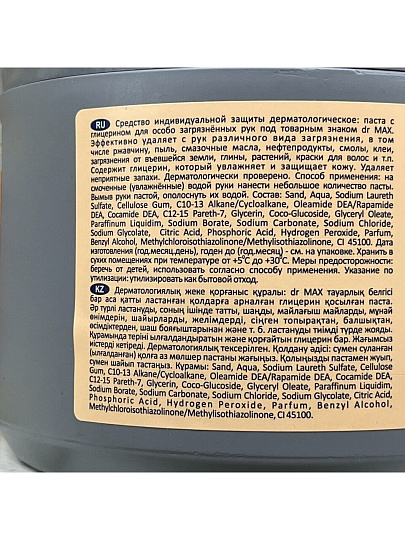 RU Средство индивидуальной защиты дерматологическое: паста с
глицерином для особо загрязнённых рук под товарным знаком dr MAX.
Эффективно удаляет с рук различного вида загрязнения, в том
числе ржавчину, пыль, смазочные масла, нефтепродукты, смолы, клеи,
загрязнения от въевшейся земли, глины, растений, краски для волос и т.п.
Содержит глицерин, который увлажняет и защищает кожу. Удаляет
неприятные запахи. Дерматологически проверено. Способ применения: на
смоченные (увлажнённые) водой руки нанести небольшое количество пасты.
Вымыв руки пастой, ополоснуть их водой. Состав: Sand, Aqua, Sodium Laureth
Sulfate, Cellulose Gum, C10-13 Alkane/Cycloalkane, Oleamide DEA/Rapamide
DEA, Cocamide DEA, C12-15 Pareth-7, Glycerin, Coco-Glucoside, Glyceryl Oleate,
Paraffinum Liquidim, Sodium Borate, Sodium Carbonate, Sodium Chloride,
Sodium Glycolate, Citric Acid, Phosphoric Acid, Hydrogen Peroxide, Parfum,
Benzyl Alcohol, Methylchloroisothiazolinone/Methylisothiazolinone, CI 45100. Дата
изготовления (год.месяц.день), годен до (год.месяц) - см. на упаковке. Хранить в
сухих помещениях при температуре от +5°C до +30°C. Меры предосторожности:
беречь от детей, использовать согласно способу применения. Указание по
утилизации: утилизировать как бытовой отход.
KZ Дерматологиялық жеке қорғаныс құралы: dr MAX тауарлық белгісі
бар аса қатты ластанған қолдарға арналған глицерин қосылған паста.
Әр түрлі ластануды, соның ішінде татты, шаңды, майлағыш майларды, мұнай
өнімдерін, шайырларды, желімдерді, сіңген топырақтан, балшықтан,
өсімдіктерден, шаш бояғыштарынан және т. б. ластануды тиімді түрде жояды.
Құрамында теріні ылғалдандыратын және қорғайтын глицерин бар. Жағымсыз
иістерді кетіреді. Дерматологиялық тексерілген. Қолдану әдісі: сумен суланған
(ылғалданған) қолға аз мөлшер пастаны жағыңыз. Қолыңызды пастамен жуып,
сумен шайып тастаңыз. Құрамы: Sand, Aqua, Sodium Laureth Sulfate, Cellulose
Gum, C10-13 Alkane/Cycloalkane, Oleamide DEA/Rapamide DEA, Cocamide DEA,
C12-15 Pareth-7, Glycerin, Coco-Glucoside, Glyceryl Oleate, Paraffinum Liquidim,
Sodium Borate, Sodium Carbonate, Sodium Chloride, Sodium Glycolate, Citric Acid,
Phosphoric Acid, Hydrogen Peroxide, Parfum, Benzyl Alcohol,
Methylchloroisothiazolinone/Methylisothiazolinone, CI 45100.